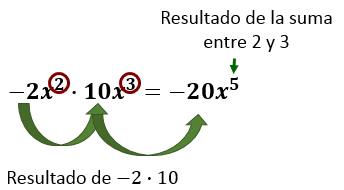 Resultado de la suma
entre 2 y 3
−2x² · 10x³ = −20x⁵
Resultado de −2 · 10